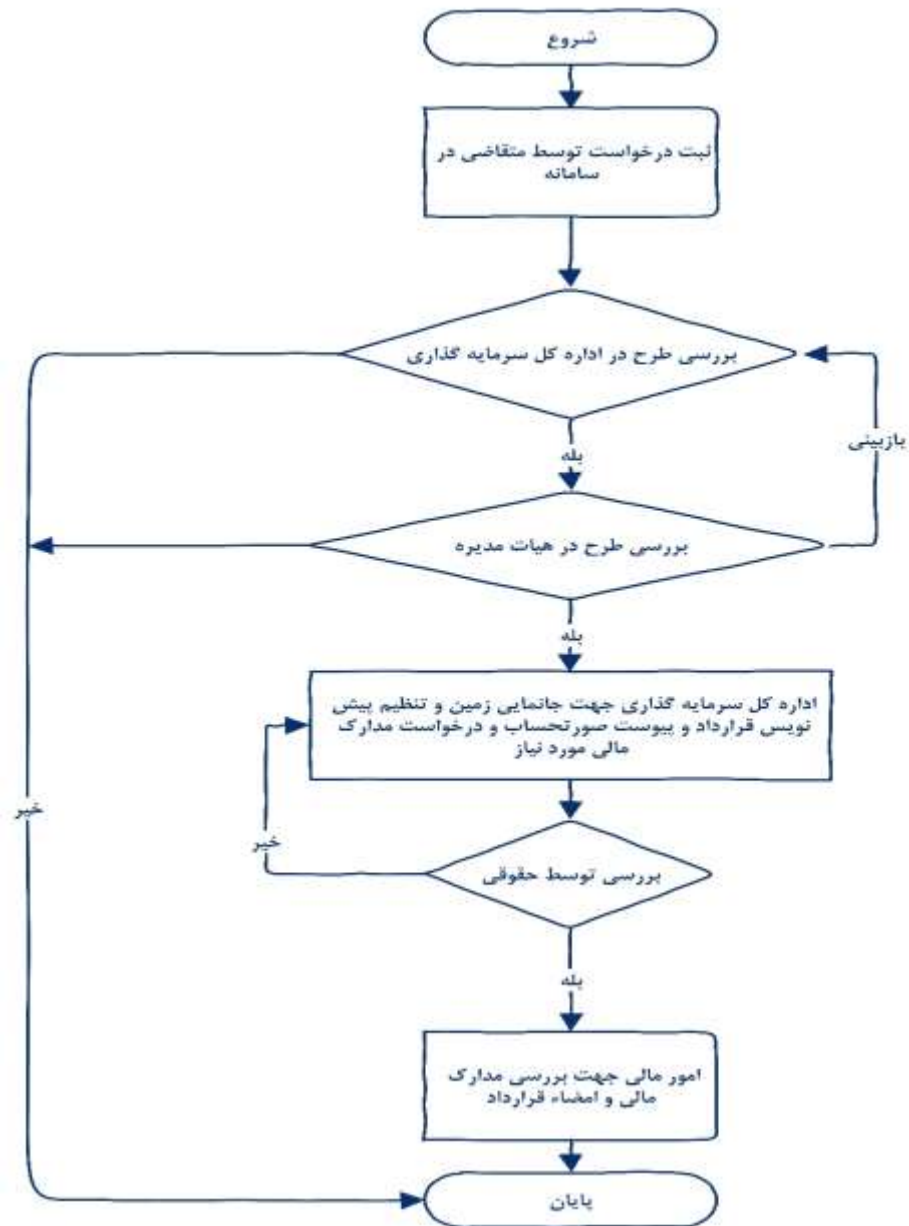 شروع
ثبت درخواست توسط متقاضی در
سامانه
بررسی طرح در اداره کل سرمایه گذاری
بازبینی
بله
بررسی طرح در هیات مدیره
بله
اداره کل سرمایه گذاری جهت جانمایی زمین و تنظیم پیش
نویس قرارداد و پیوست صورتحساب و درخواست مدارک
مالی مورد نیاز
خیر
خیر
بررسی توسط حقوقی
بله
امور مالی جهت بررسی مدارک
مالی و امضاء قرارداد
پایان